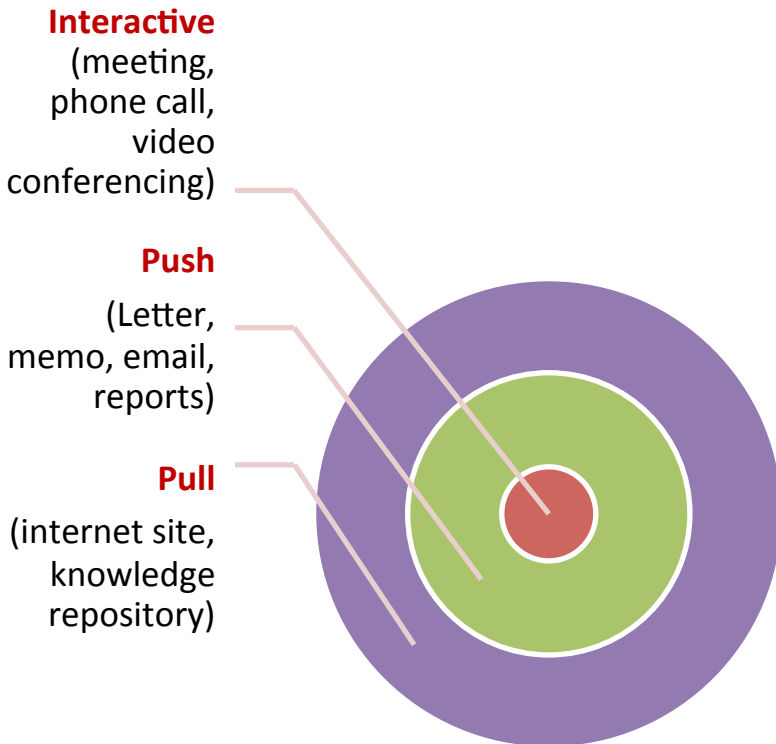 Interactive
(meeting,
phone call,
video
conferencing)
Push
(Letter,
memo, email,
reports)
Pull
(internet site,
knowledge
repository)